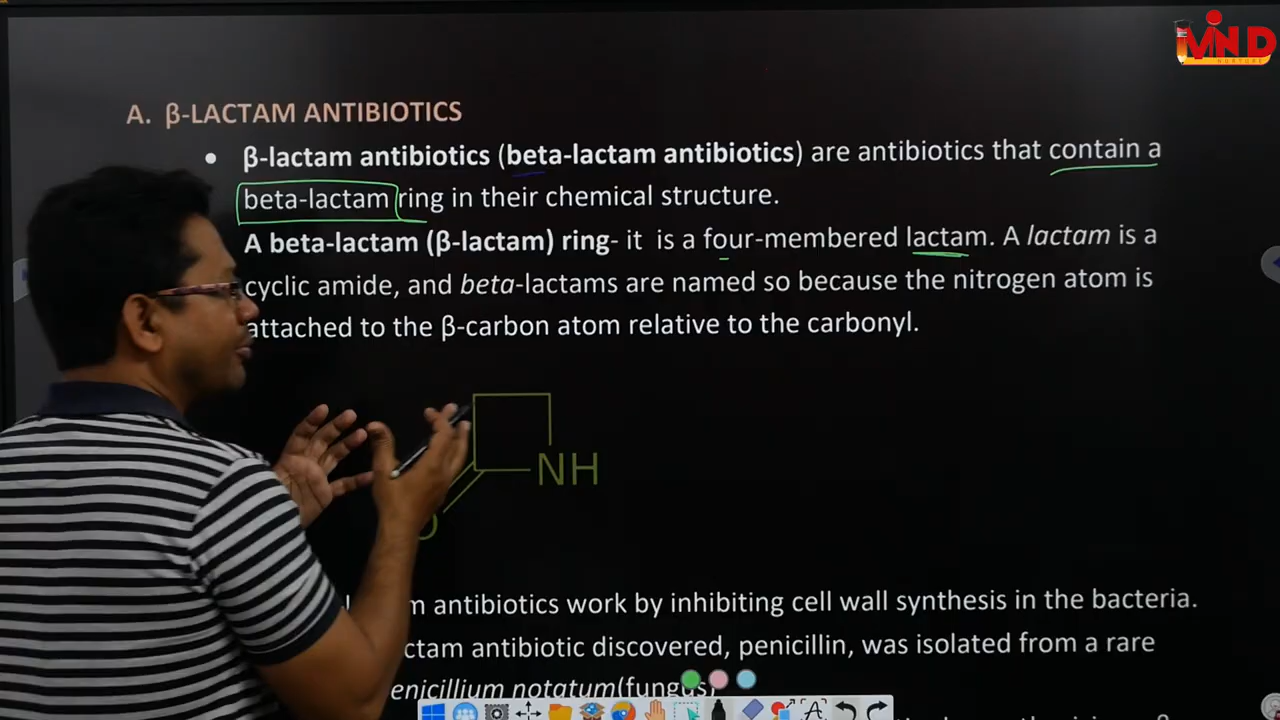 MIND
NURTURE
A. β-LACTAM ANTIBIOTICS
• β-lactam antibiotics (beta-lactam antibiotics) are antibiotics that contain a
beta-lactam ring in their chemical structure.
A beta-lactam (β-lactam) ring- it is a four-membered lactam. A lactam is a
cyclic amide, and beta-lactams are named so because the nitrogen atom is
attached to the β-carbon atom relative to the carbonyl.
NH
O
m antibiotics work by inhibiting cell wall synthesis in the bacteria.
ctam antibiotic discovered, penicillin, was isolated from a rare
enicillium notatum(fungus)